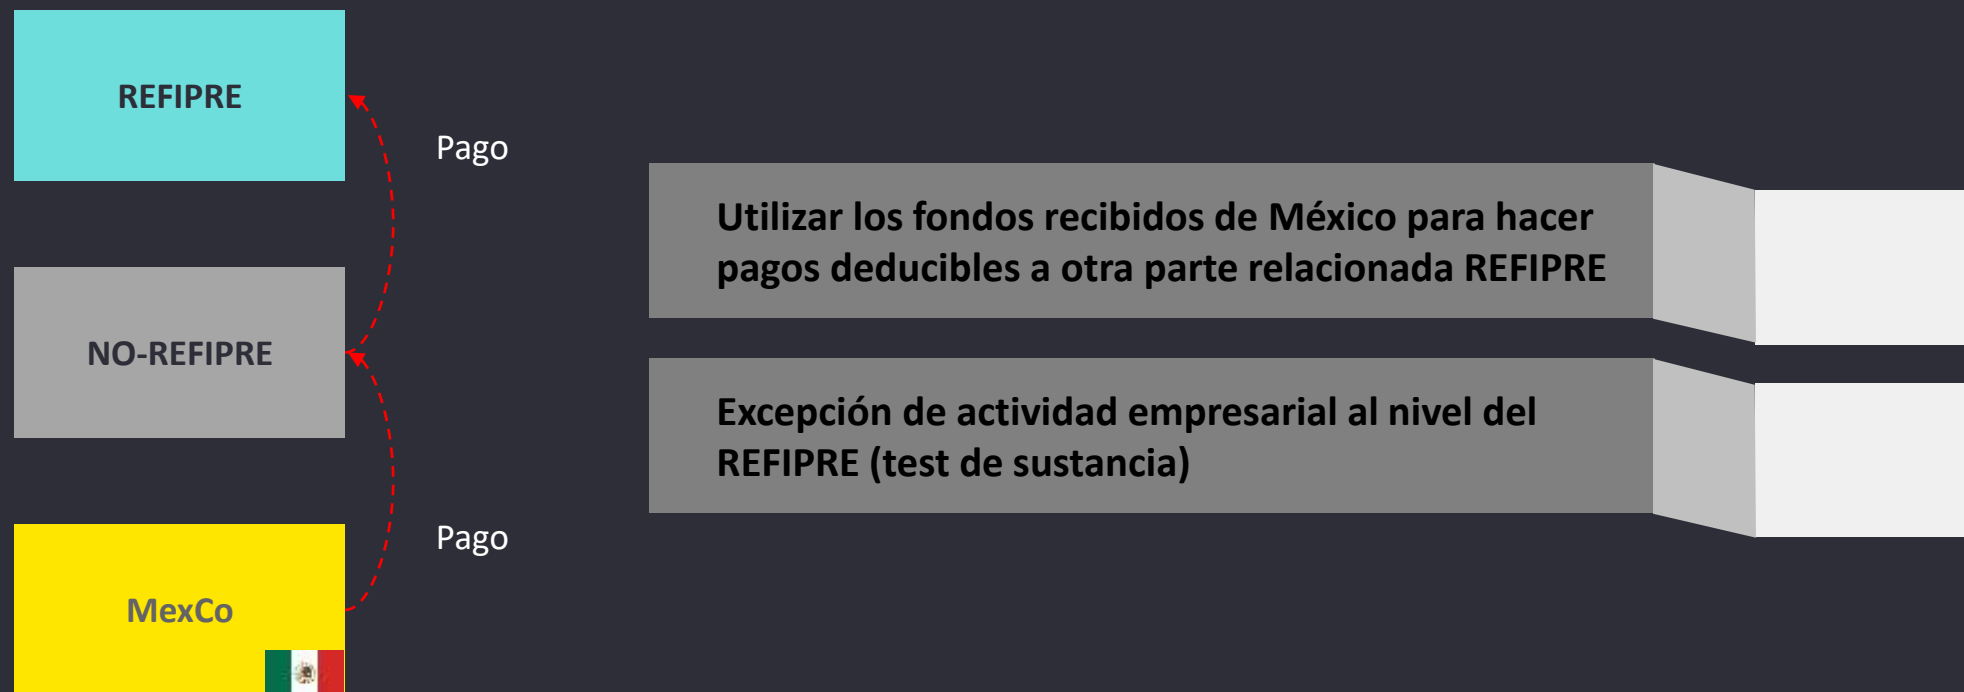 REFIPRE
Pago
Utilizar los fondos recibidos de México para hacer
pagos deducibles a otra parte relacionada REFIPRE
NO-REFIPRE
Excepción de actividad empresarial al nivel del
REFIPRE (test de sustancia)
Pago
MexCo